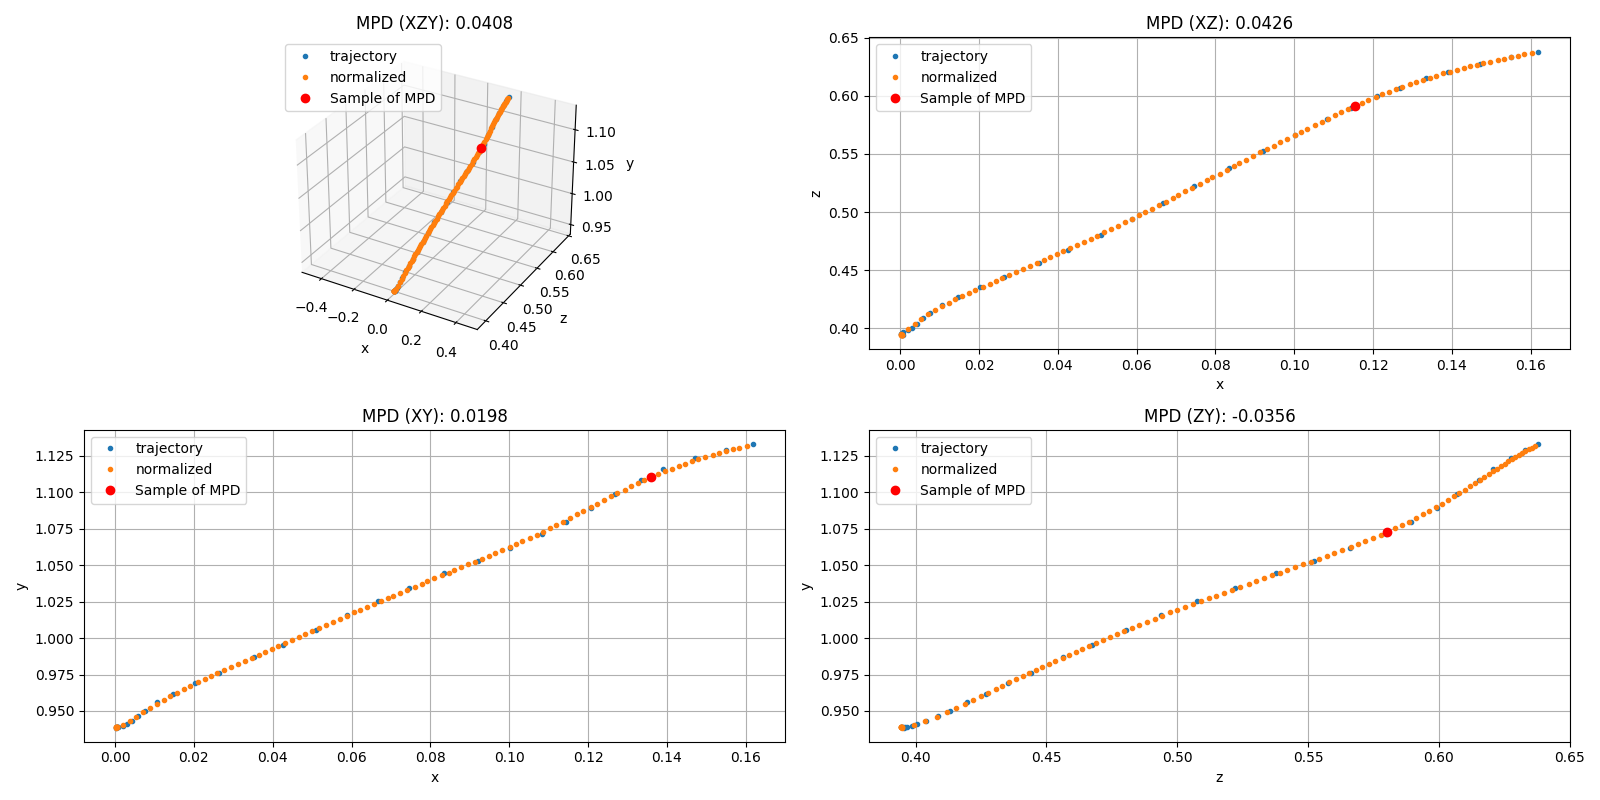 MPD (XZY): 0.0408
trajectory
normalized
Sample of MPD
1.10
1.05
1.00
0.95
y
0.65
0.60
0.55
0.50
0.45
0.40
z
−0.4
−0.2
0.0
0.2
0.4
x
MPD (XZ): 0.0426
trajectory
normalized
Sample of MPD
0.65
0.60
0.55
0.50
0.45
0.40
z
0.00 0.02 0.04 0.06 0.08 0.10 0.12 0.14 0.16
x
MPD (XY): 0.0198
trajectory
normalized
Sample of MPD
1.125
1.100
1.075
1.050
1.025
1.000
0.975
0.950
y
0.00 0.02 0.04 0.06 0.08 0.10 0.12 0.14 0.16
x
MPD (ZY): -0.0356
trajectory
normalized
Sample of MPD
1.125
1.100
1.075
1.050
1.025
1.000
0.975
0.950
y
0.40 0.45 0.50 0.55 0.60 0.65
z